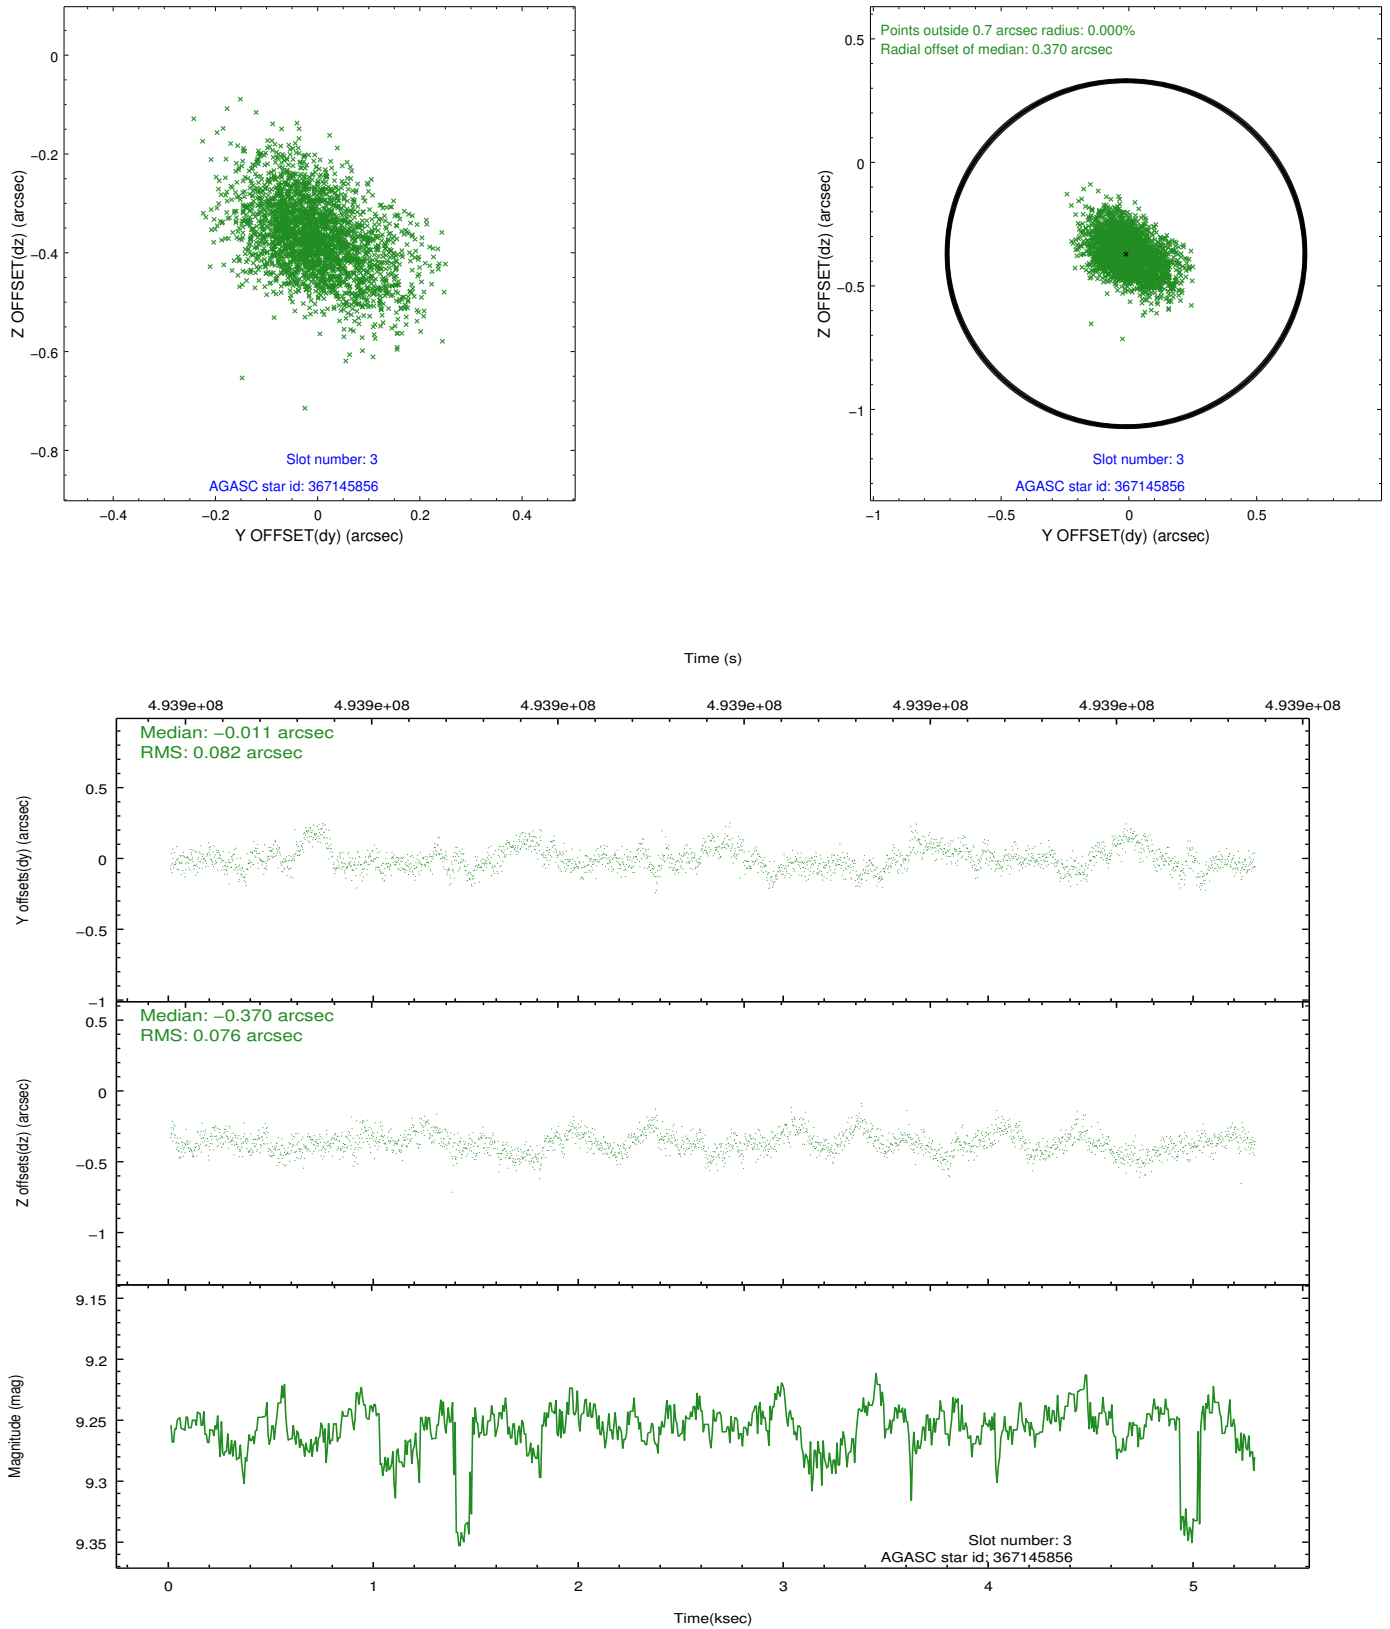 0
−0.2
−0.4
−0.6
−0.8
Z OFFSET(dz) (arcsec)
Slot number: 3
AGASC star id: 367145856
−0.4 −0.2 0 0.2 0.4
Y OFFSET(dy) (arcsec)
Points outside 0.7 arcsec radius: 0.000%
Radial offset of median: 0.370 arcsec
0.5
0
−0.5
−1
Z OFFSET(dz) (arcsec)
Slot number: 3
AGASC star id: 367145856
−1 −0.5 0 0.5
Y OFFSET(dy) (arcsec)
Time (s)
4.939e+08 4.939e+08 4.939e+08 4.939e+08 4.939e+08 4.939e+08 4.939e+08
Median: −0.011 arcsec
RMS: 0.082 arcsec
0.5
0
−0.5
−1
Y offsets(dy) (arcsec)
Median: −0.370 arcsec
RMS: 0.076 arcsec
0.5
0
−0.5
−1
Z offsets(dz) (arcsec)
9.15
9.2
9.25
9.3
9.35
Magnitude (mag)
Slot number: 3
AGASC star id: 367145856
0 1 2 3 4 5
Time(ksec)